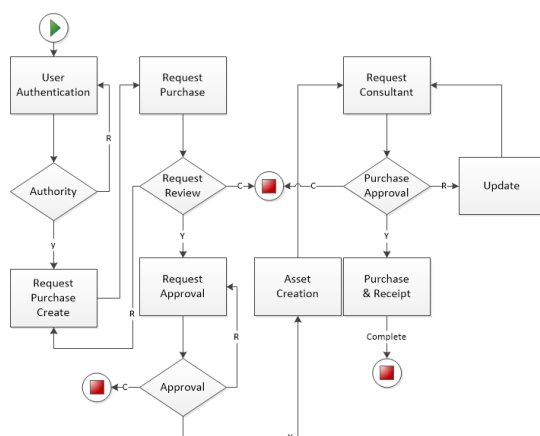 User
Authentication
R
Authority
y
Request
Purchase
Create
Request
Purchase
Request
Review
C
Y
R
Request
Approval
R
Approval
C
Y
Asset
Creation
Request
Consultant
Purchase
Approval
C
R
Update
Y
Purchase
& Receipt
Complete